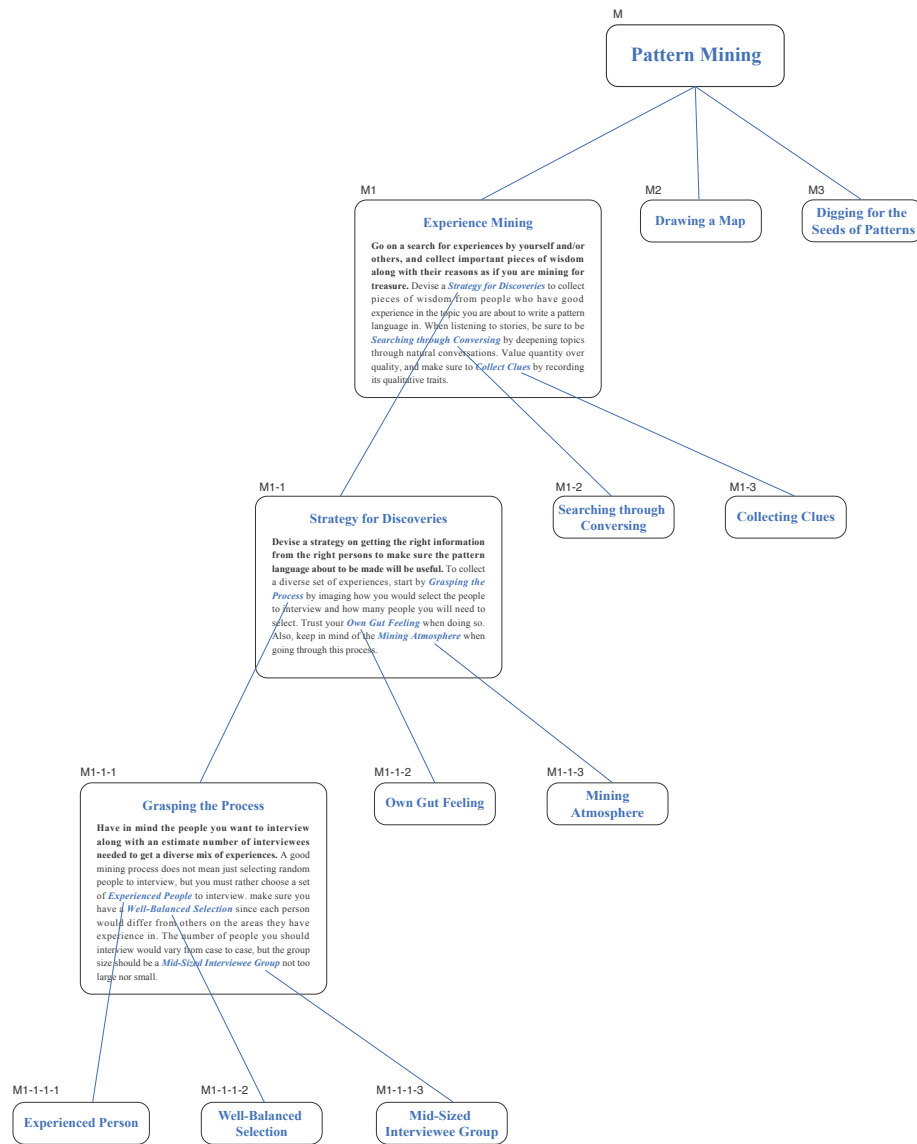 M
Pattern Mining
M1
Experience Mining
Go on a search for experiences by yourself and/or
others, and collect important pieces of wisdom
along with their reasons as if you are mining for
treasure. Devise a Strategy for Discoveries to collect
pieces of wisdom from people who have good
experience in the topic you are about to write a pattern
language in. When listening to stories, be sure to be
Searching through Conversing by deepening topics
through natural conversations. Value quantity over
quality, and make sure to Collect Clues by recording
its qualitative traits.
M2
Drawing a Map
M3
Digging for the
Seeds of Patterns
M1-1
Strategy for Discoveries
Devise a strategy on getting the right information
from the right persons to make sure the pattern
language about to be made will be useful. To collect
a diverse set of experiences, start by Grasping the
Process by imaging how you would select the people
to interview and how many people you will need to
select. Trust your Own Gut Feeling when doing so.
Also, keep in mind of the Mining Atmosphere when
going through this process.
M1-2
Searching through
Conversing
M1-3
Collecting Clues
M1-1-1
Grasping the Process
Have in mind the people you want to interview
along with an estimate number of interviewees
needed to get a diverse mix of experiences. A good
mining process does not mean just selecting random
people to interview, but you must rather choose a set
of Experienced People to interview. make sure you
have a Well-Balanced Selection since each person
would differ from others on the areas they have
experience in. The number of people you should
interview would vary from case to case, but the group
size should be a Mid-Sized Interviewee Group not too
large nor small.
M1-1-2
Own Gut Feeling
M1-1-3
Mining
Atmosphere
M1-1-1-1
Experienced Person
M1-1-1-2
Well-Balanced
Selection
M1-1-1-3
Mid-Sized
Interviewee Group